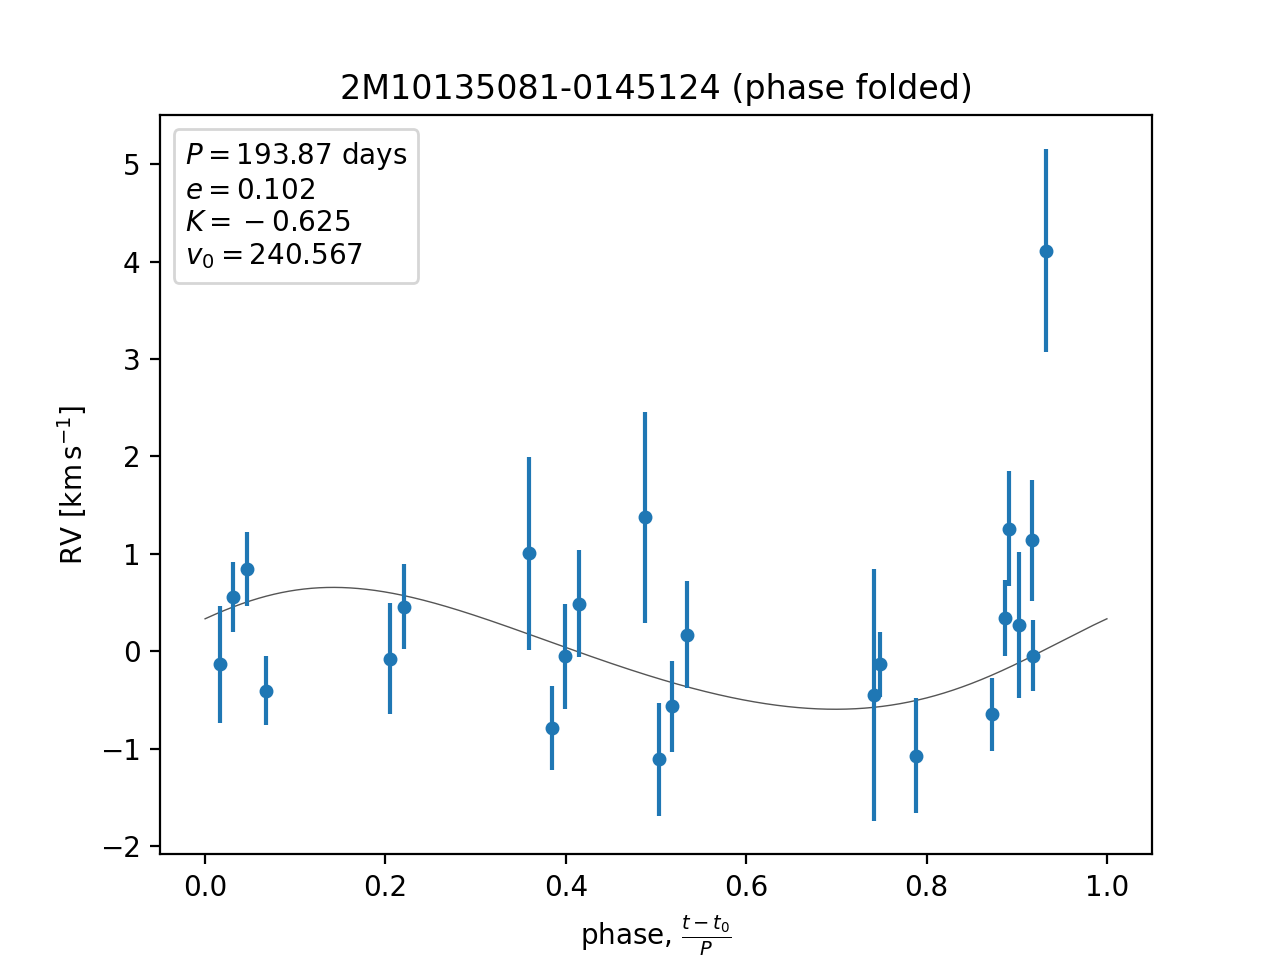 2M10135081-0145124 (phase folded)
P = 193.87 days
e = 0.102
K = −0.625
v₀ = 240.567
5
4
3
2
1
0
−1
−2
RV [km s⁻¹]
0.0 0.2 0.4 0.6 0.8 1.0
phase, (t − t₀)/P